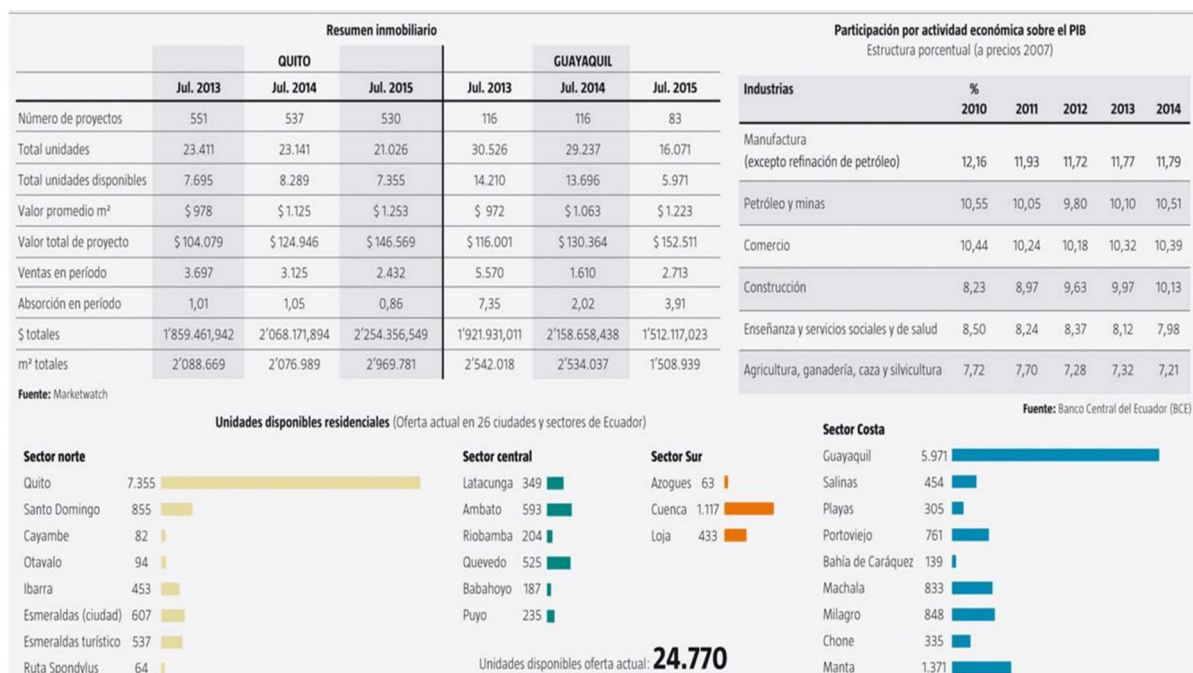 Resumen inmobiliario
QUITO GUAYAQUIL
Jul. 2013 Jul. 2014 Jul. 2015 Jul. 2013 Jul. 2014 Jul. 2015
Número de proyectos 551 537 530 116 116 83
Total unidades 23.411 23.141 21.026 30.526 29.237 16.071
Total unidades disponibles 7.695 8.289 7.355 14.210 13.696 5.971
Valor promedio m² $ 978 $ 1.125 $ 1.253 $ 972 $ 1.063 $ 1.223
Valor total de proyecto $ 104.079 $ 124.946 $ 146.569 $ 116.001 $ 130.364 $ 152.511
Ventas en período 3.697 3.125 2.432 5.570 1.610 2.713
Absorción en período 1,01 1,05 0,86 7,35 2,02 3,91
$ totales 1'859.461,942 2'068.171,894 2'254.356,549 1'921.931,011 2'158.658,438 1'512.117,023
m² totales 2'088.669 2'076.989 2'969.781 2'542.018 2'534.037 1'508.939
Fuente: Marketwatch
Participación por actividad económica sobre el PIB
Estructura porcentual (a precios 2007)
Industrias %
2010 2011 2012 2013 2014
Manufactura
(excepto refinación de petróleo) 12,16 11,93 11,72 11,77 11,79
Petróleo y minas 10,55 10,05 9,80 10,10 10,51
Comercio 10,44 10,24 10,18 10,32 10,39
Construcción 8,23 8,97 9,63 9,97 10,13
Enseñanza y servicios sociales y de salud 8,50 8,24 8,37 8,12 7,98
Agricultura, ganadería, caza y silvicultura 7,72 7,70 7,28 7,32 7,21
Fuente: Banco Central del Ecuador (BCE)
Unidades disponibles residenciales (Oferta actual en 26 ciudades y sectores de Ecuador)
Sector norte
Quito 7.355
Santo Domingo 855
Cayambe 82
Otavalo 94
Ibarra 453
Esmeraldas (ciudad) 607
Esmeraldas turístico 537
Ruta Spondylus 64
Sector central
Latacunga 349
Ambato 593
Riobamba 204
Quevedo 525
Babahoyo 187
Puyo 235
Sector Sur
Azogues 63
Cuenca 1.117
Loja 433
Unidades disponibles oferta actual: 24.770
Sector Costa
Guayaquil 5.971
Salinas 454
Playas 305
Portoviejo 761
Bahía de Caráquez 139
Machala 833
Milagro 848
Chone 335
Manta 1.371